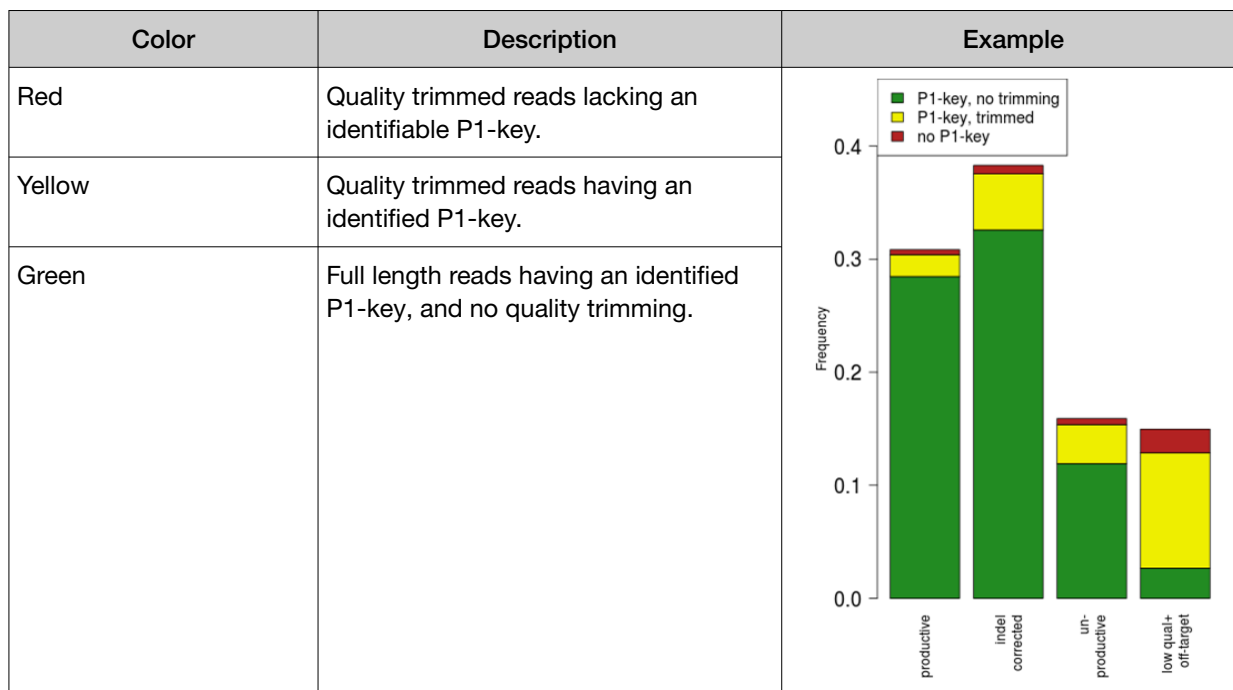 Color Description Example
Red
Quality trimmed reads lacking an
identifiable P1-key.
Yellow
Quality trimmed reads having an
identified P1-key.
Green
Full length reads having an identified
P1-key, and no quality trimming.
P1-key, no trimming
P1-key, trimmed
no P1-key
Frequency
0.4
0.3
0.2
0.1
0.0
productive
indel
corrected
un-
productive
low qual+
off-target